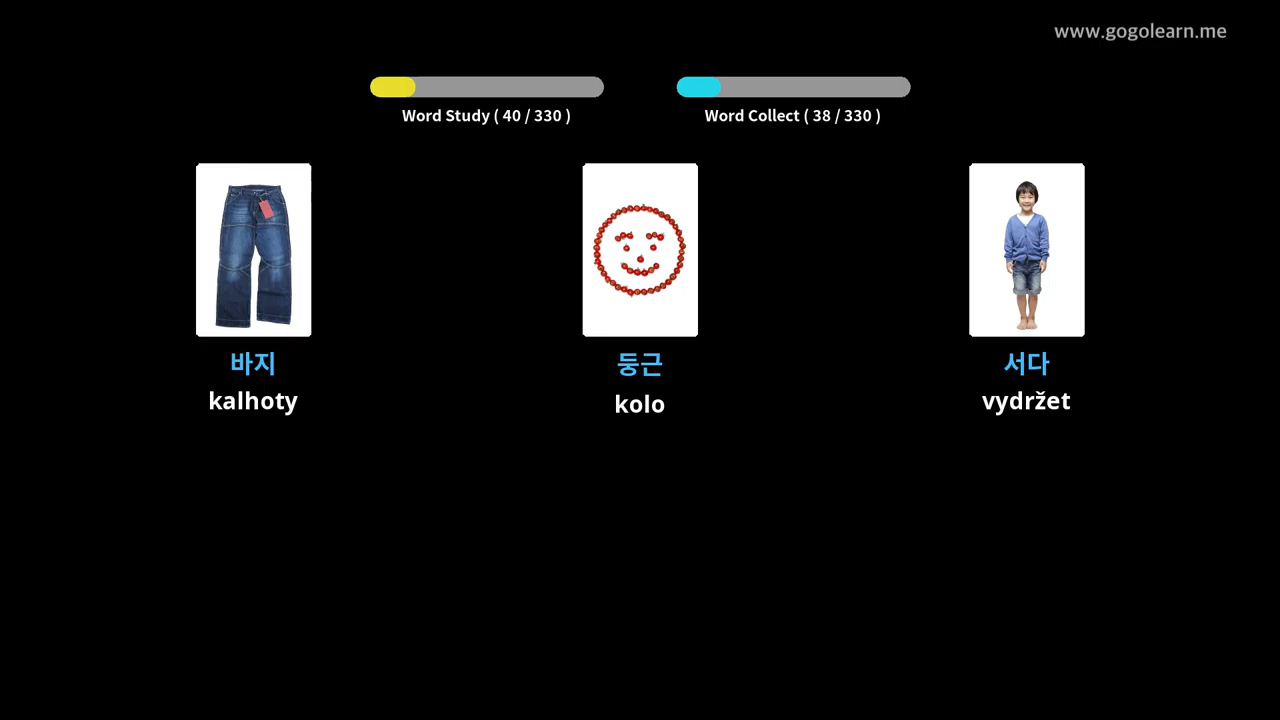 www.gogolearn.me
Word Study ( 40 / 330 )
Word Collect ( 38 / 330 )
바지
둥근
서다
kalhoty
kolo
vydržet